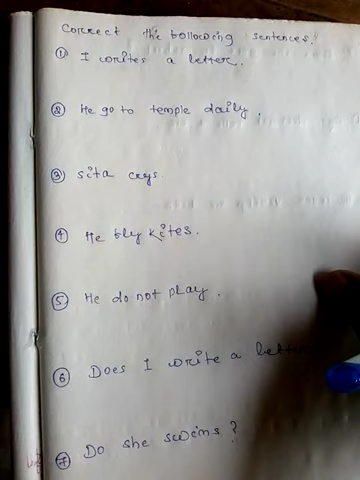 Correct the following sentences!
① I writes a letter.
② He go to temple daily.
③ sita crys.
④ He fly kites.
⑤ He do not play.
⑥ Does I write a
⑦ Do she swims?